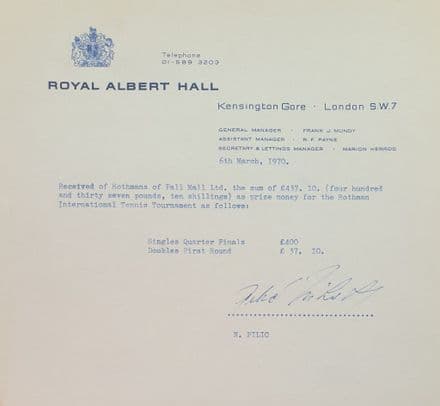 Telephone
01-589 3203
ROYAL ALBERT HALL
Kensington Gore · London S.W.7
GENERAL MANAGER · FRANK J. MUNDY
ASSISTANT MANAGER · R. F. PAYNE
SECRETARY & LETTINGS MANAGER · MARION HERROD
6th March, 1970.
Received of Rothmans of Pall Mall Ltd. the sum of £437. 10. (four hundred
and thirty seven pounds, ten shillings) as prize money for the Rothman
International Tennis Tournament as follows:
Singles Quarter Finals £400
Doubles First Round £ 37. 10.
N. PILIC